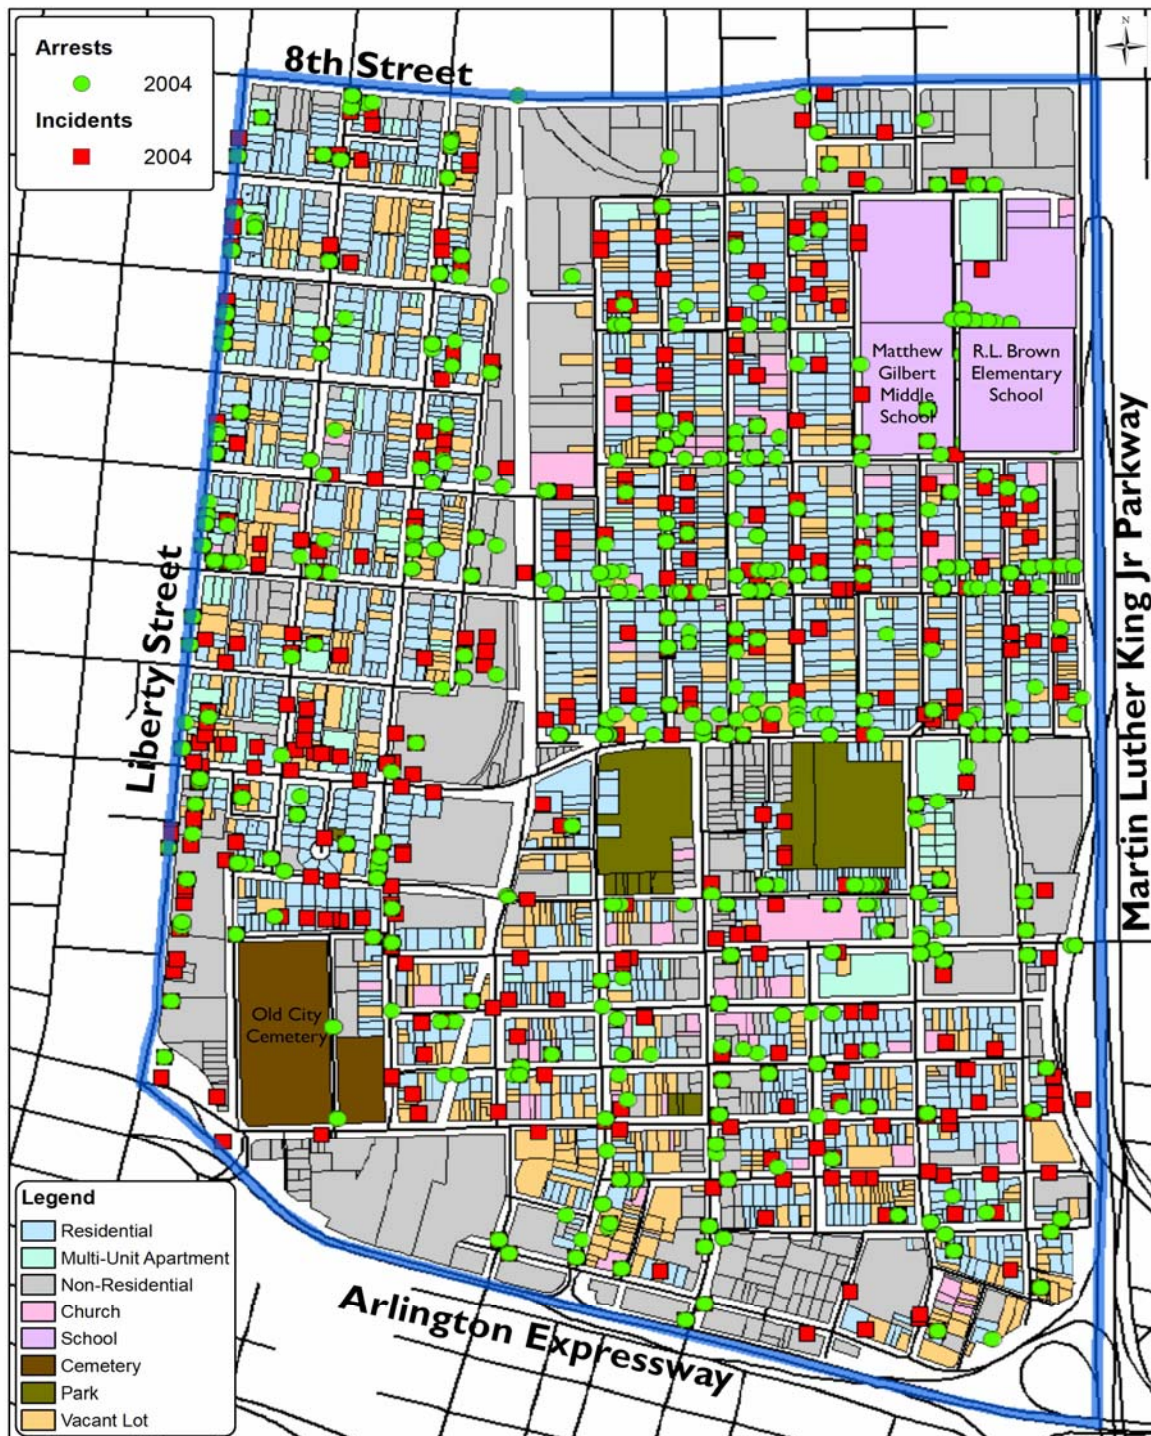 Arrests
2004
Incidents
2004
8th Street
N
Matthew
Gilbert
Middle
School
R.L. Brown
Elementary
School
Martin Luther King Jr Parkway
Liberty Street
Old City
Cemetery
Arlington Expressway
Legend
Residential
Multi-Unit Apartment
Non-Residential
Church
School
Cemetery
Park
Vacant Lot